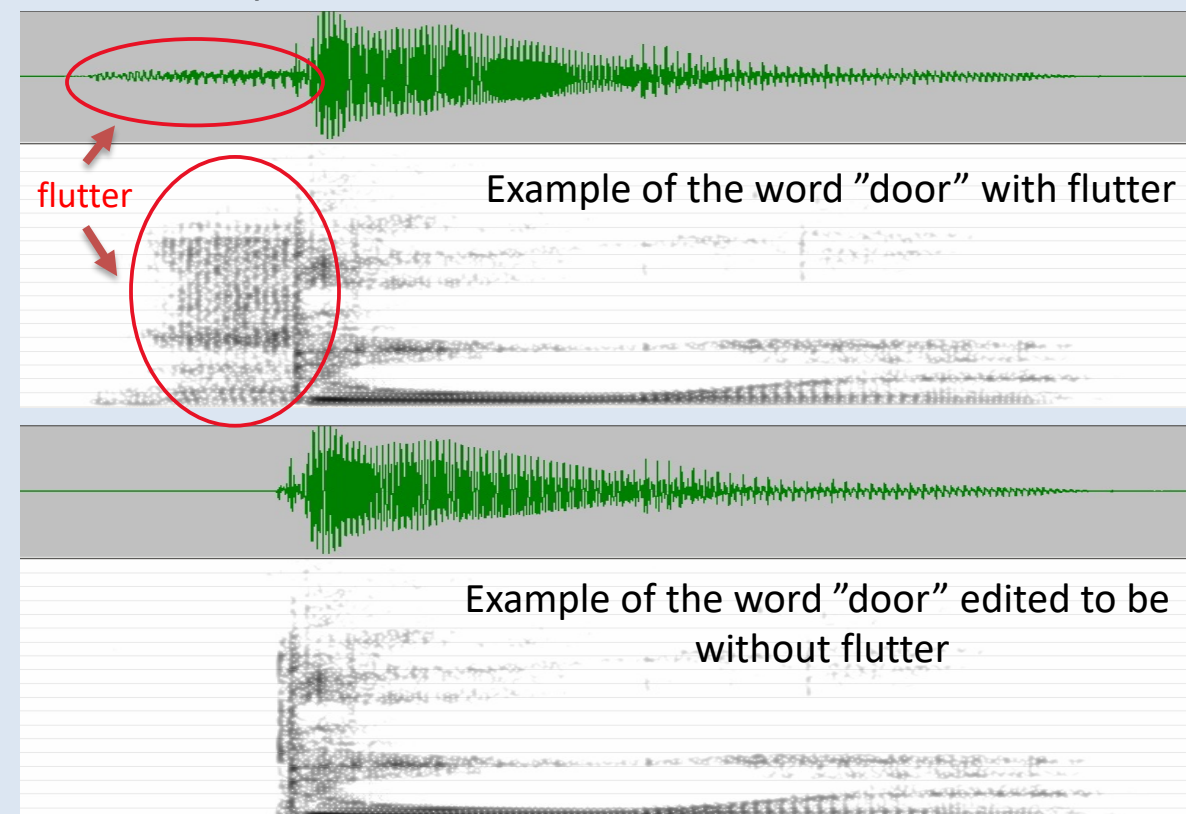 flutter
Example of the word ”door” with flutter
Example of the word ”door” edited to be
without flutter